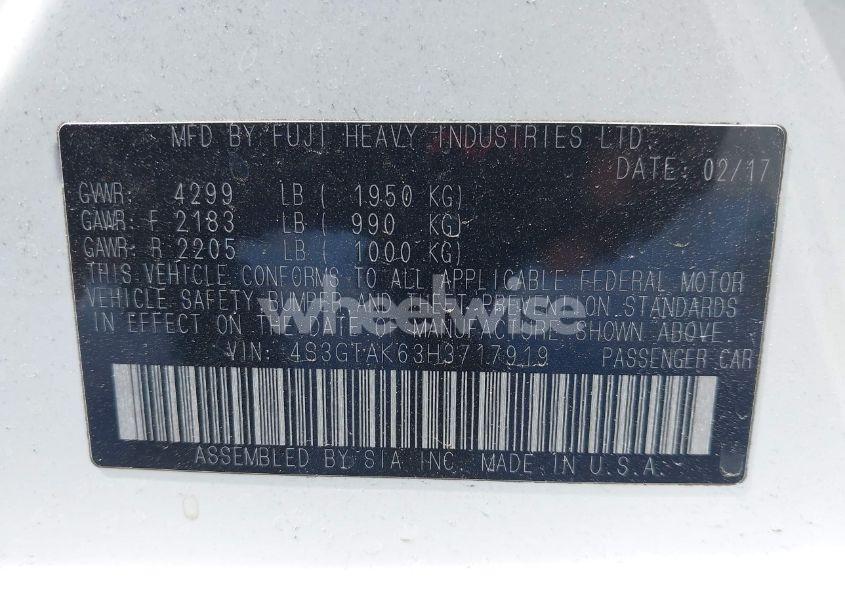 MFD BY FUJI HEAVY INDUSTRIES LTD.
DATE: 02/17
GVWR: 4299 LB ( 1950 KG)
GAWR: F 2183 LB ( 990 KG)
GAWR: R 2205 LB ( 1000 KG)
THIS VEHICLE CONFORMS TO ALL APPLICABLE FEDERAL MOTOR
VEHICLE SAFETY, BUMPER AND THEFT PREVENTION STANDARDS
IN EFFECT ON THE DATE OF MANUFACTURE SHOWN ABOVE.
wheelwise
VIN: 4S3GTAK63H3717919 PASSENGER CAR
ASSEMBLED BY SIA INC. MADE IN U.S.A.